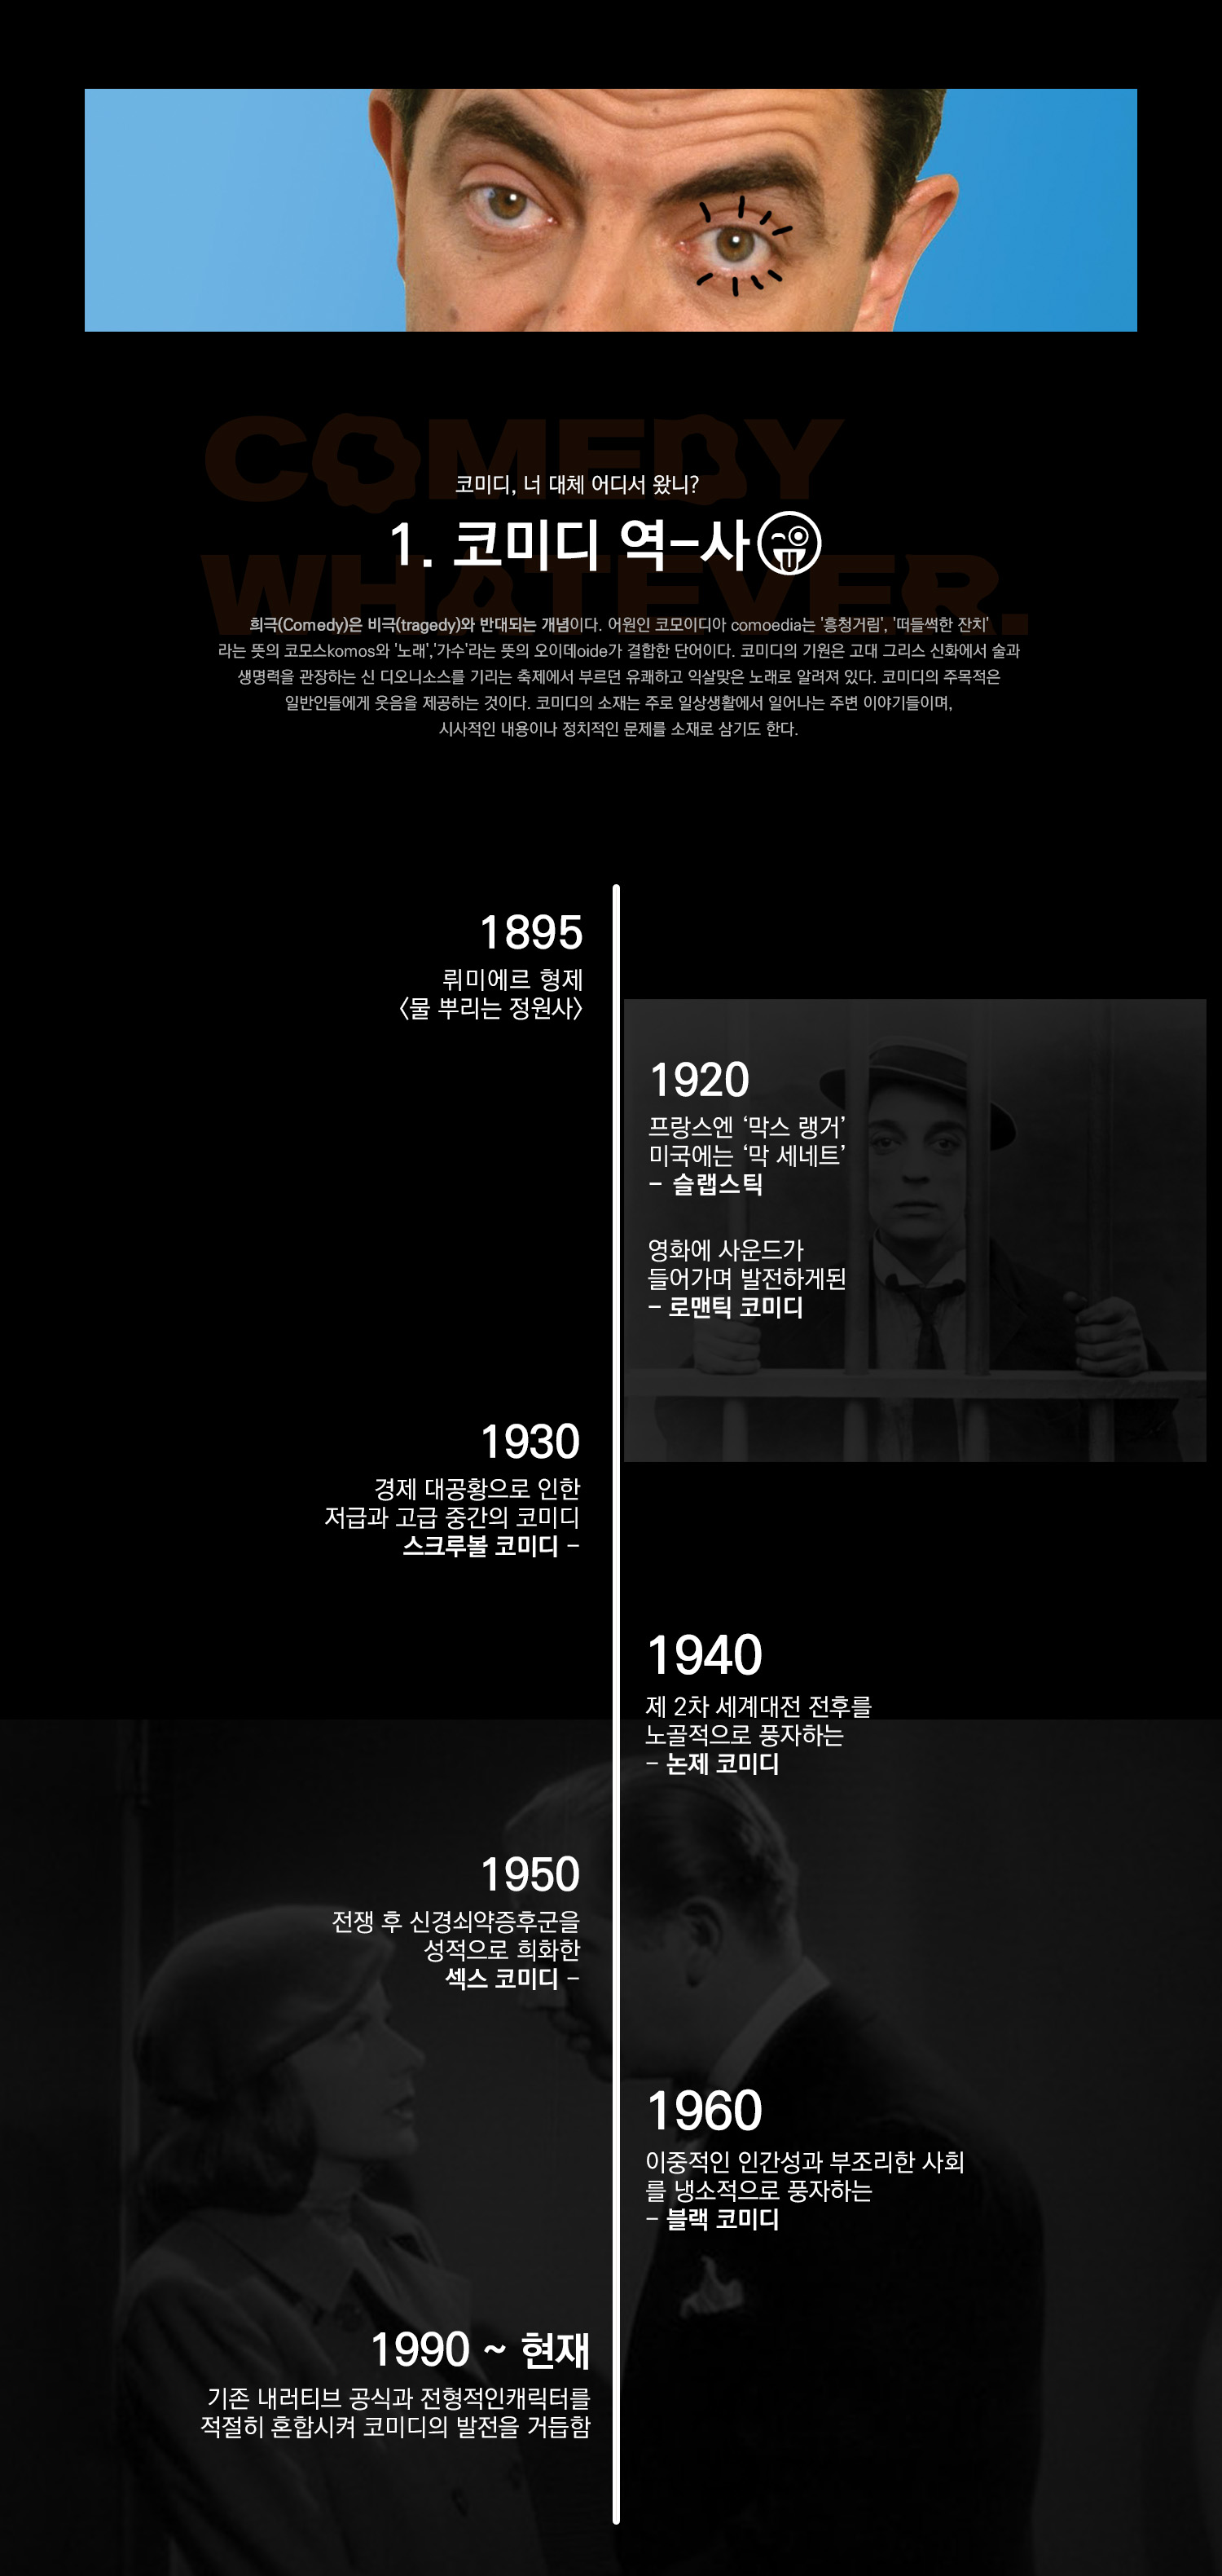 COMEDY
WHATEVER.
코미디, 너 대체 어디서 왔니?
1. 코미디 역-사
희극(Comedy)은 비극(tragedy)와 반대되는 개념이다. 어원인 코모이디아 comoedia는 '흥청거림', '떠들썩한 잔치'
라는 뜻의 코모스komos와 '노래','가수'라는 뜻의 오이데oide가 결합한 단어이다. 코미디의 기원은 고대 그리스 신화에서 술과
생명력을 관장하는 신 디오니소스를 기리는 축제에서 부르던 유쾌하고 익살맞은 노래로 알려져 있다. 코미디의 주목적은
일반인들에게 웃음을 제공하는 것이다. 코미디의 소재는 주로 일상생활에서 일어나는 주변 이야기들이며,
시사적인 내용이나 정치적인 문제를 소재로 삼기도 한다.
1895
뤼미에르 형제
〈물 뿌리는 정원사〉
1920
프랑스엔 ‘막스 랭거’
미국에는 ‘막 세네트’
- 슬랩스틱
영화에 사운드가
들어가며 발전하게된
- 로맨틱 코미디
1930
경제 대공황으로 인한
저급과 고급 중간의 코미디
스크루볼 코미디 -
1940
제 2차 세계대전 전후를
노골적으로 풍자하는
- 논제 코미디
1950
전쟁 후 신경쇠약증후군을
성적으로 희화한
섹스 코미디 -
1960
이중적인 인간성과 부조리한 사회
를 냉소적으로 풍자하는
- 블랙 코미디
1990 ~ 현재
기존 내러티브 공식과 전형적인캐릭터를
적절히 혼합시켜 코미디의 발전을 거듭함